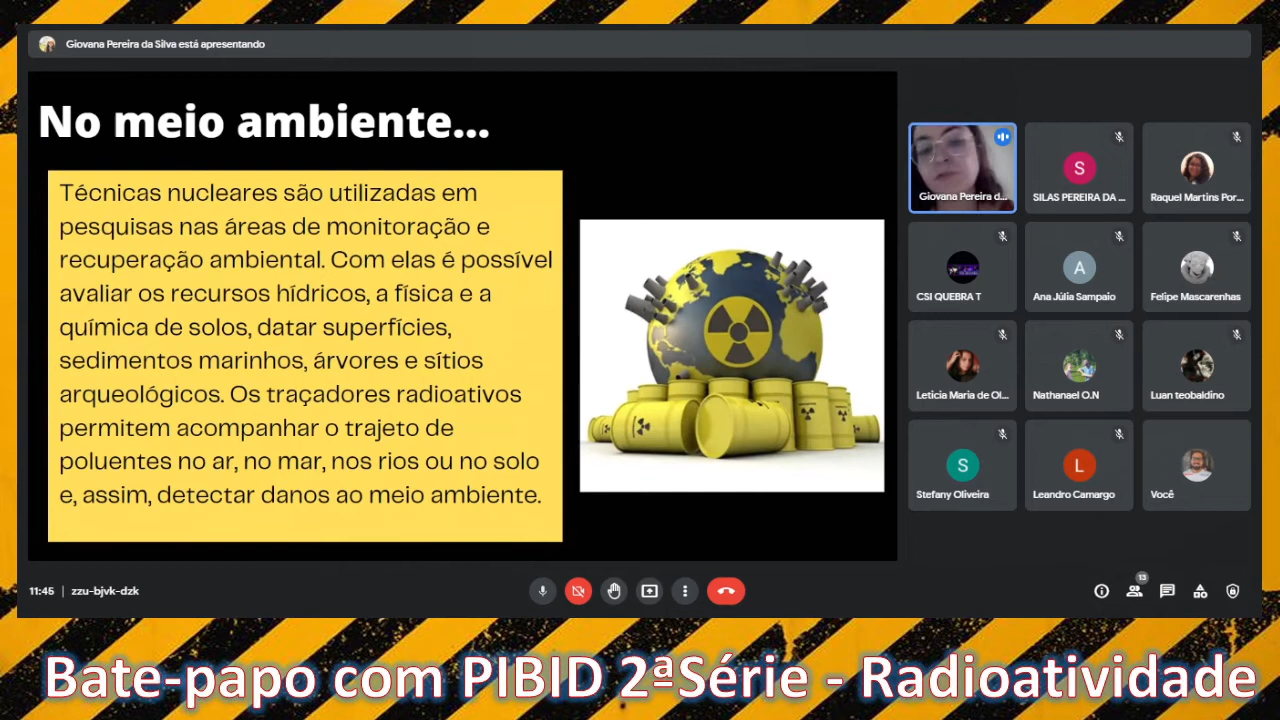 Giovana Pereira da Silva está apresentando
No meio ambiente...
Técnicas nucleares são utilizadas em
pesquisas nas áreas de monitoração e
recuperação ambiental. Com elas é possível
avaliar os recursos hídricos, a física e a
química de solos, datar superfícies,
sedimentos marinhos, árvores e sítios
arqueológicos. Os traçadores radioativos
permitem acompanhar o trajeto de
poluentes no ar, no mar, nos rios ou no solo
e, assim, detectar danos ao meio ambiente.
Giovana Pereira d...
S
SILAS PEREIRA DA ...
Raquel Martins Por...
CSI QUEBRA T
A
Ana Júlia Sampaio
Felipe Mascarenhas
Leticia Maria de Ol...
Nathanael O.N
Luan teobaldino
S
Stefany Oliveira
L
Leandro Camargo
Você
11:45 | zzu-bjvk-dzk
13
Bate-papo com PIBID 2ªSérie - Radioatividade